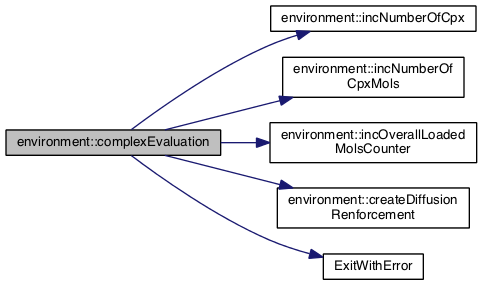 environment::incNumberOfCpx
environment::incNumberOf
CpxMols
environment::complexEvaluation
environment::incOverallLoaded
MolsCounter
environment::createDiffusion
Renforcement
ExitWithError